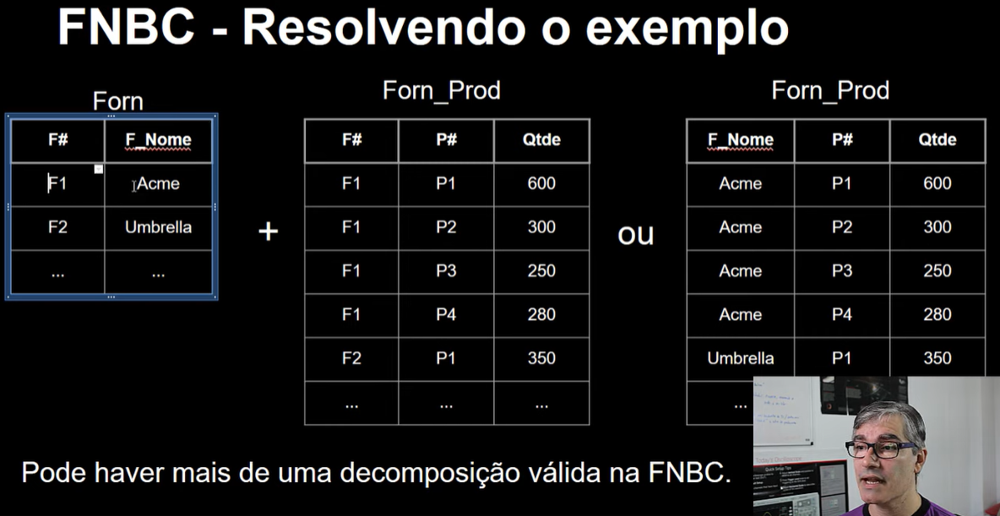 FNBC - Resolvendo o exemplo
Forn
F# F_Nome
F1 Acme
F2 Umbrella
... ...
+
Forn_Prod
F# P# Qtde
F1 P1 600
F1 P2 300
F1 P3 250
F1 P4 280
F2 P1 350
... ... ...
ou
Forn_Prod
F_Nome P# Qtde
Acme P1 600
Acme P2 300
Acme P3 250
Acme P4 280
Umbrella P1 350
...
Pode haver mais de uma decomposição válida na FNBC.